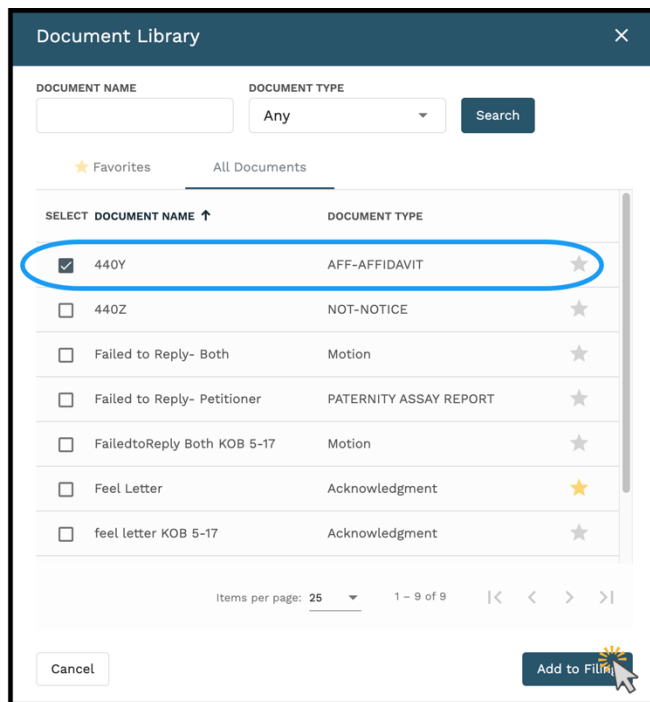 Document Library
DOCUMENT NAME DOCUMENT TYPE
Any Search
Favorites All Documents
SELECT DOCUMENT NAME DOCUMENT TYPE
440Y AFF-AFFIDAVIT
440Z NOT-NOTICE
Failed to Reply- Both Motion
Failed to Reply- Petitioner PATERNITY ASSAY REPORT
FailedtoReply Both KOB 5-17 Motion
Feel Letter Acknowledgment
feel letter KOB 5-17 Acknowledgment
Items per page: 25 1 – 9 of 9
Cancel Add to Filing